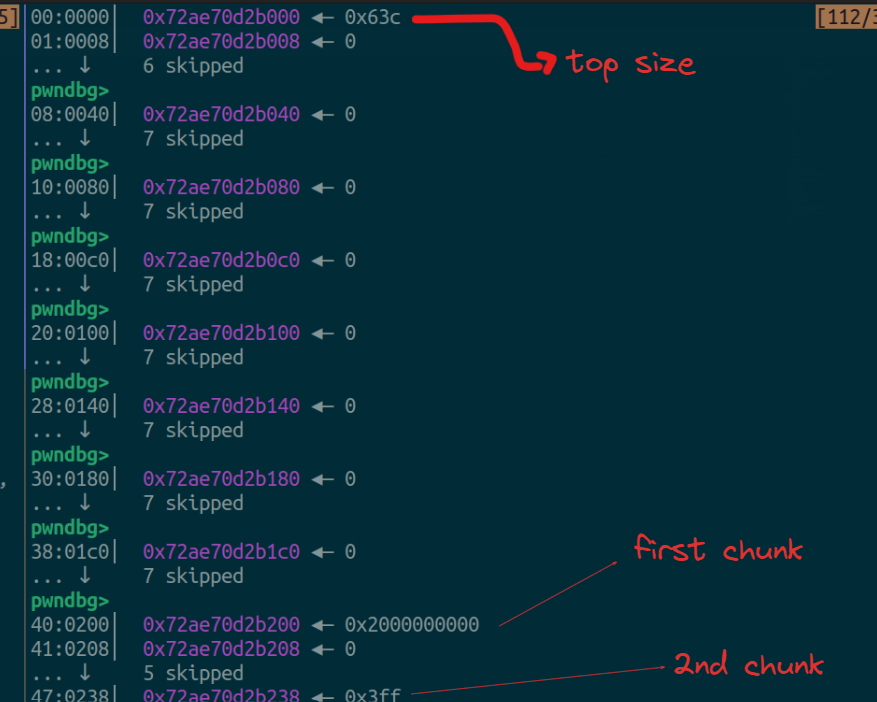 5] 00:0000│ 0x72ae70d2b000 ◂— 0x63c [112/3
01:0008│ 0x72ae70d2b008 ◂— 0
top size
... ↓ 6 skipped
pwndbg>
08:0040│ 0x72ae70d2b040 ◂— 0
... ↓ 7 skipped
pwndbg>
10:0080│ 0x72ae70d2b080 ◂— 0
... ↓ 7 skipped
pwndbg>
18:00c0│ 0x72ae70d2b0c0 ◂— 0
... ↓ 7 skipped
pwndbg>
20:0100│ 0x72ae70d2b100 ◂— 0
... ↓ 7 skipped
pwndbg>
28:0140│ 0x72ae70d2b140 ◂— 0
... ↓ 7 skipped
pwndbg>
30:0180│ 0x72ae70d2b180 ◂— 0
, ... ↓ 7 skipped
pwndbg>
38:01c0│ 0x72ae70d2b1c0 ◂— 0
first chunk
... ↓ 7 skipped
pwndbg>
40:0200│ 0x72ae70d2b200 ◂— 0x2000000000
41:0208│ 0x72ae70d2b208 ◂— 0
2nd chunk
... ↓ 5 skipped
47:0238│ 0x72ae70d2b238 ◂— 0x3ff